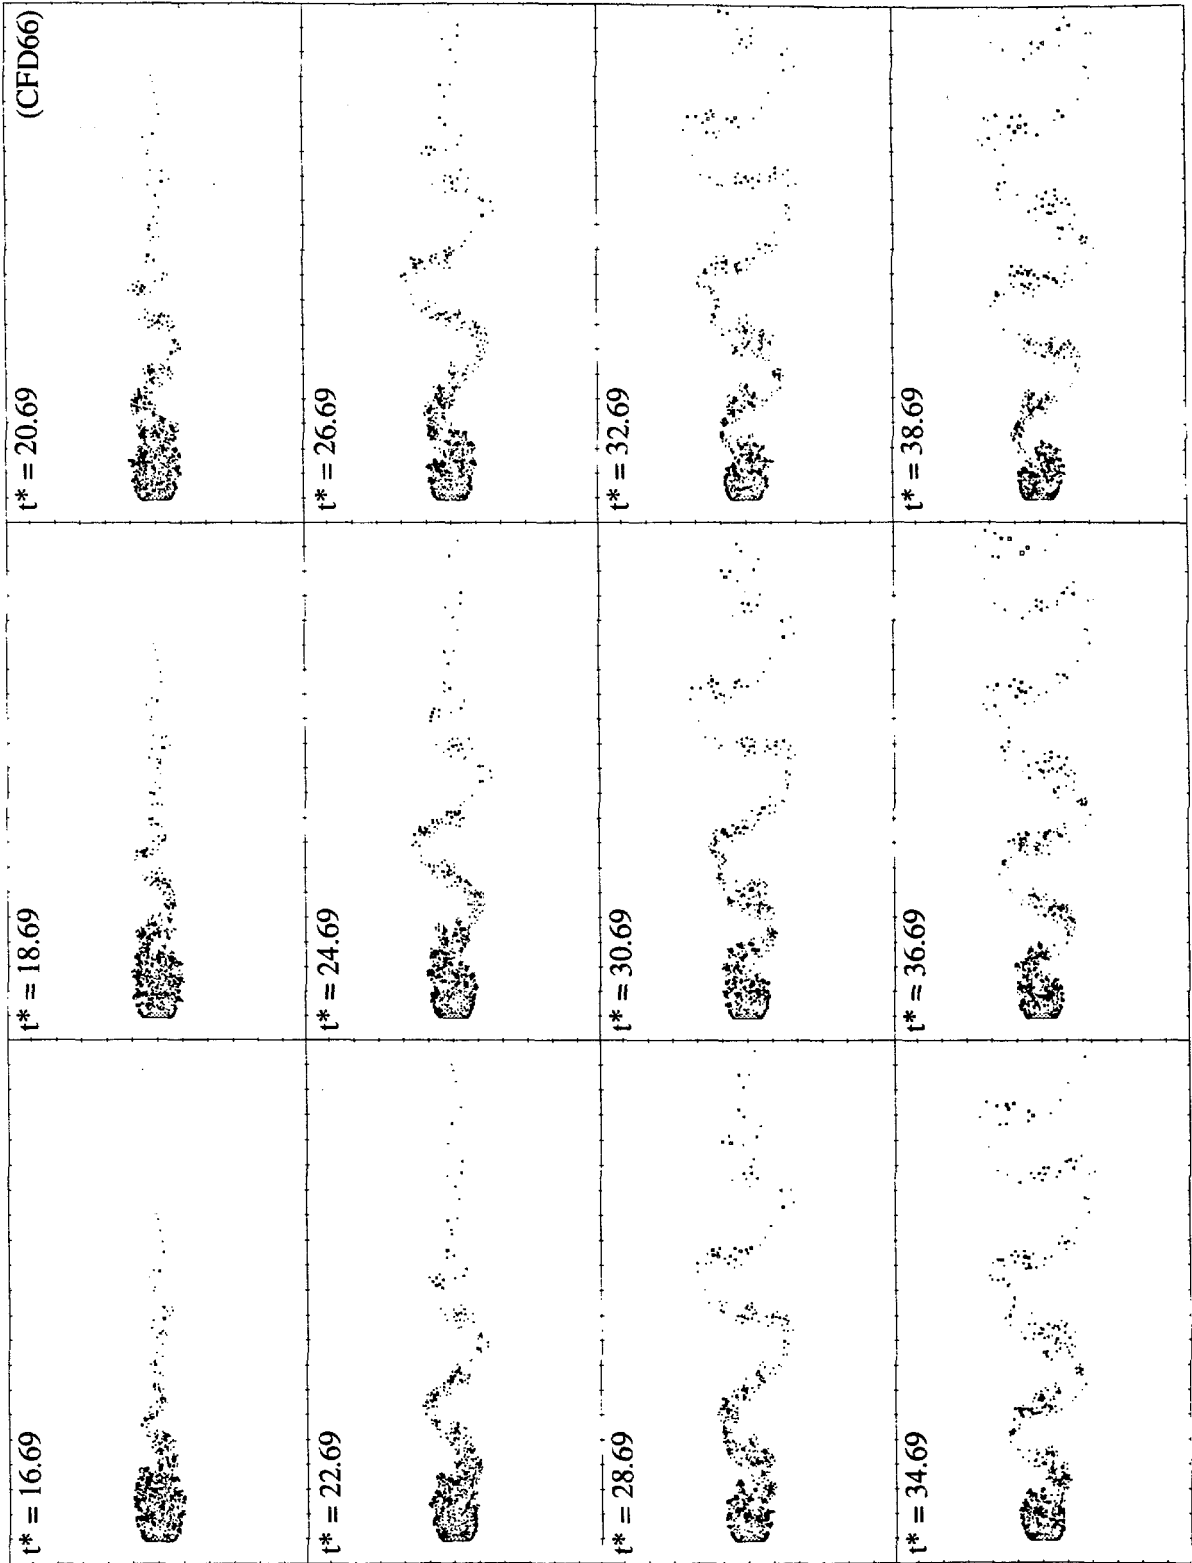 t* = 16.69
t* = 18.69
t* = 20.69
(CFD66)
t* = 22.69
t* = 24.69
t* = 26.69
t* = 28.69
t* = 30.69
t* = 32.69
t* = 34.69
t* = 36.69
t* = 38.69